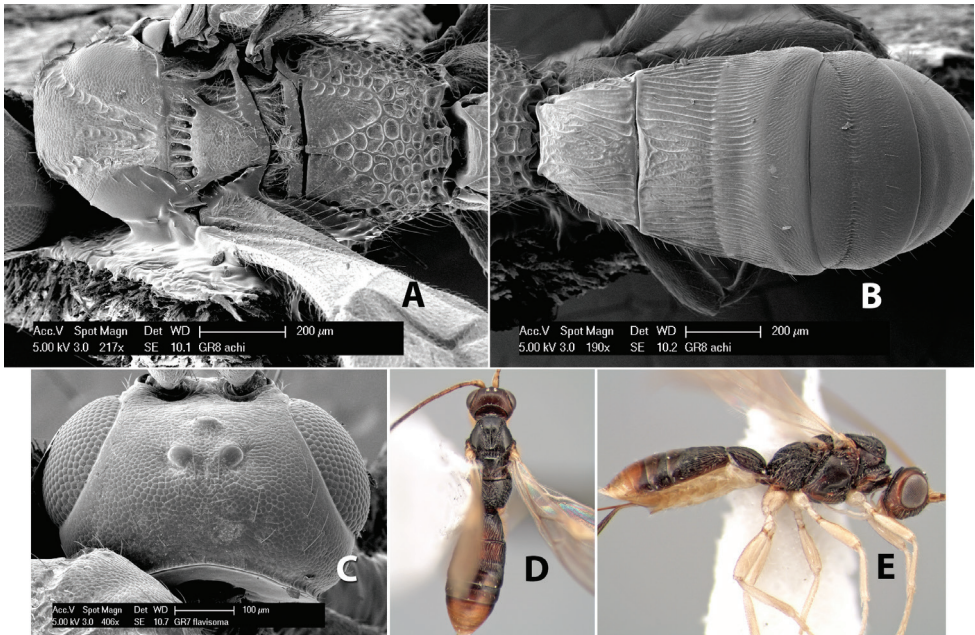 A
Acc.V Spot Magn Det WD 200 μm
5.00 kV 3.0 217x SE 10.1 GR8 achi
B
Acc.V Spot Magn Det WD 200 μm
5.00 kV 3.0 190x SE 10.2 GR8 achi
C
Acc.V Spot Magn Det WD 100 μm
5.00 kV 3.0 406x SE 10.7 GR7 flavisoma
D
E